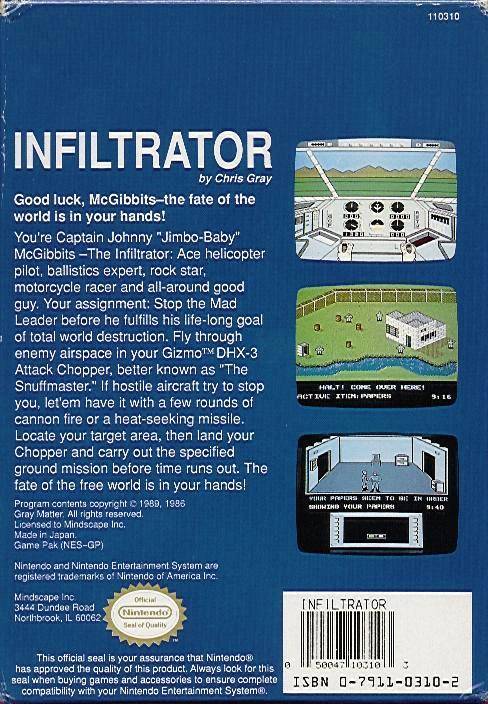 110310
INFILTRATOR
by Chris Gray
Good luck, McGibbits–the fate of the
world is in your hands!
You're Captain Johnny "Jimbo-Baby"
McGibbits –The Infiltrator: Ace helicopter
pilot, ballistics expert, rock star,
motorcycle racer and all-around good
guy. Your assignment: Stop the Mad
Leader before he fulfills his life-long goal
of total world destruction. Fly through
enemy airspace in your Gizmo™ DHX-3
Attack Chopper, better known as "The
Snuffmaster." If hostile aircraft try to stop
you, let'em have it with a few rounds of
cannon fire or a heat-seeking missile.
Locate your target area, then land your
Chopper and carry out the specified
ground mission before time runs out. The
fate of the free world is in your hands!
HALT! COME OVER HERE!
ACTIVE ITEM: PAPERS 9:16
YOUR PAPERS SEEM TO BE IN ORDER
SHOWING YOUR PAPERS 9:40
Program contents copyright © 1989, 1986
Gray Matter. All rights reserved.
Licensed to Mindscape Inc.
Made in Japan.
Game Pak (NES–GP)
Nintendo and Nintendo Entertainment System are
registered trademarks of Nintendo of America Inc.
Mindscape Inc.
3444 Dundee Road
Northbrook, IL 60062
Official
Nintendo
Seal of Quality
TM
This official seal is your assurance that Nintendo®
has approved the quality of this product. Always look for this
seal when buying games and accessories to ensure complete
compatibility with your Nintendo Entertainment System®.
INFILTRATOR
0 50047 10310 3
ISBN 0-7911-0310-2